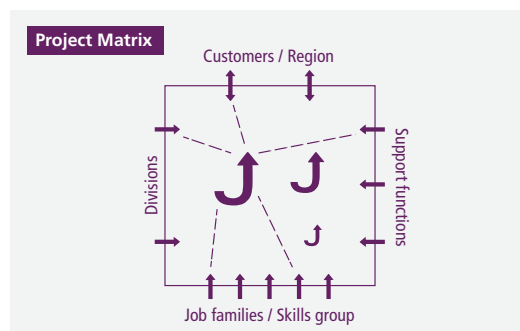 Project Matrix
Customers / Region
Divisions
Support functions
Job families / Skills group